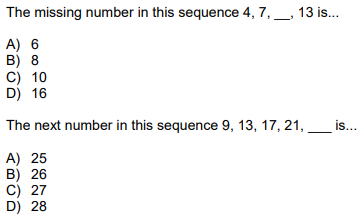 The missing number in this sequence 4, 7, __, 13 is...
A) 6
B) 8
C) 10
D) 16
The next number in this sequence 9, 13, 17, 21, ___ is...
A) 25
B) 26
C) 27
D) 28